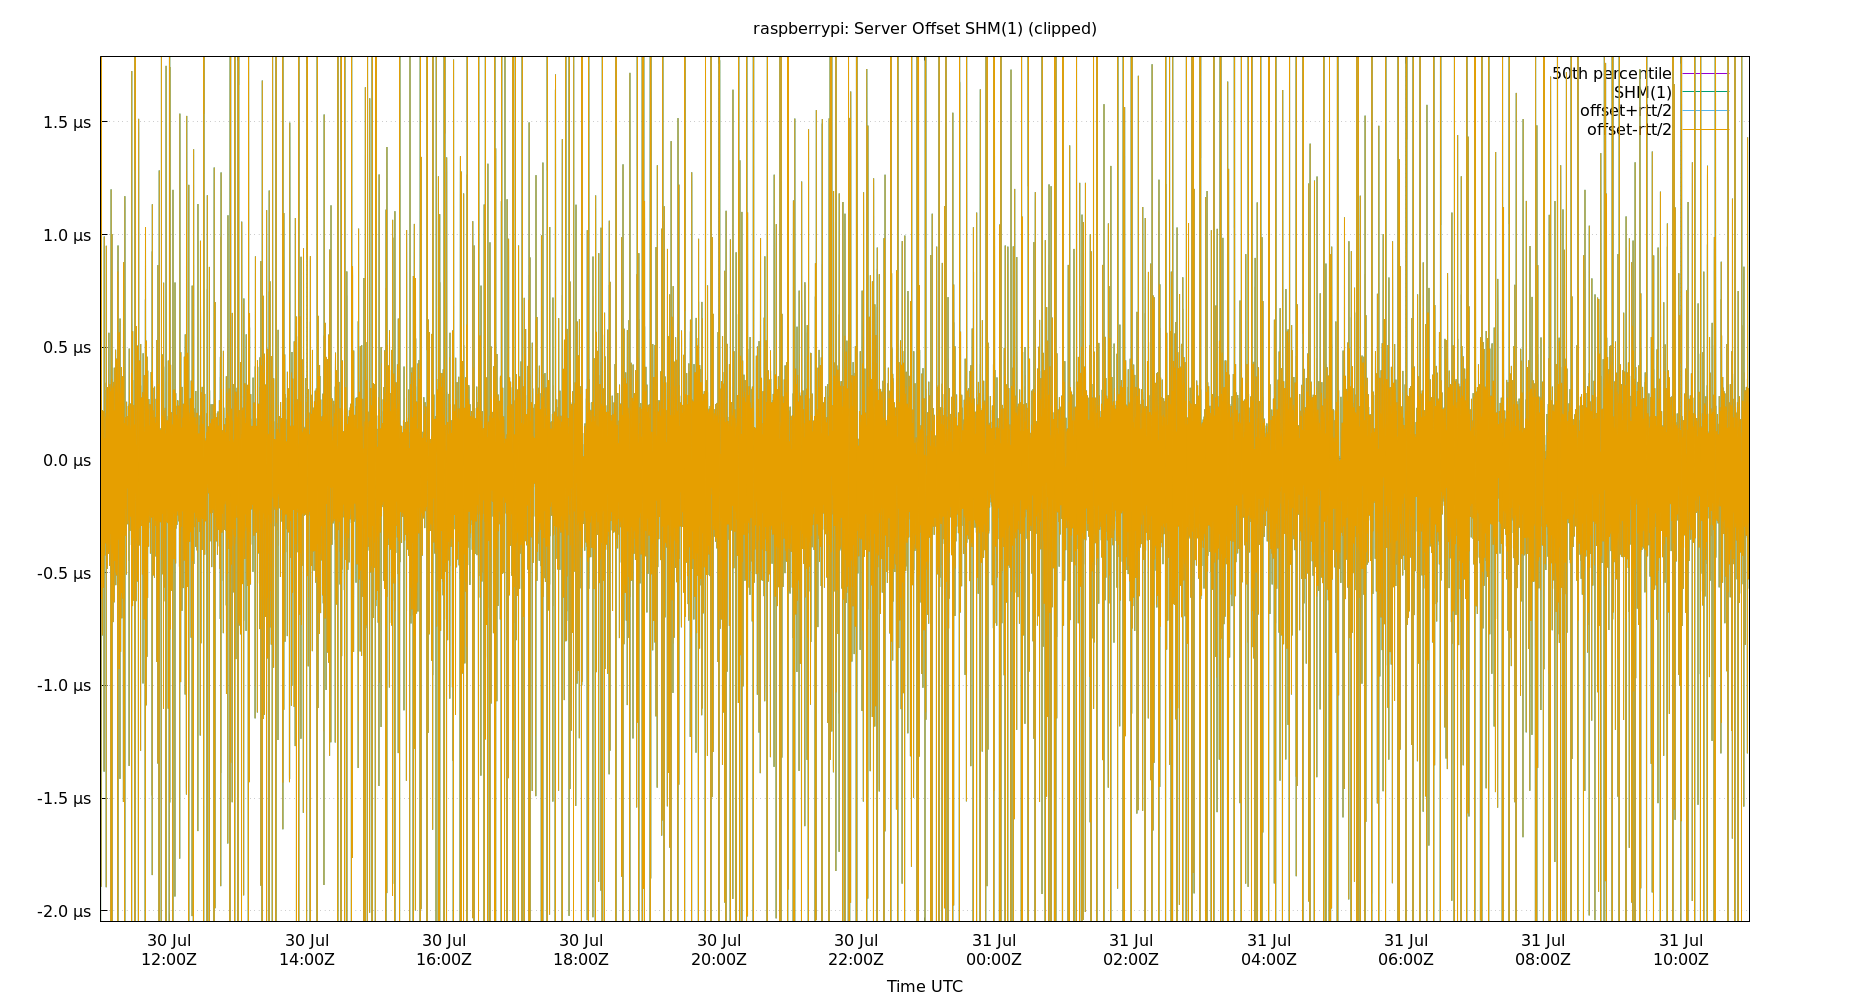 raspberrypi: Server Offset SHM(1) (clipped)
50th percentile
SHM(1)
offset+rtt/2
offset-rtt/2
1.5 µs
1.0 µs
0.5 µs
0.0 µs
-0.5 µs
-1.0 µs
-1.5 µs
-2.0 µs
30 Jul 30 Jul 30 Jul 30 Jul 30 Jul 30 Jul 31 Jul 31 Jul 31 Jul 31 Jul 31 Jul 31 Jul
12:00Z 14:00Z 16:00Z 18:00Z 20:00Z 22:00Z 00:00Z 02:00Z 04:00Z 06:00Z 08:00Z 10:00Z
Time UTC